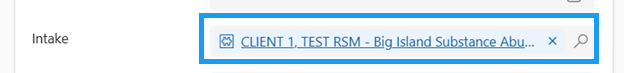 Intake
CLIENT 1, TEST RSM - Big Island Substance Abu...